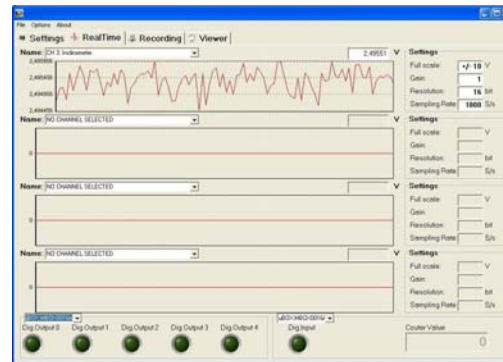 File Options About
Settings RealTime Recording Viewer
Name: CH 3: Inclinometer. 2,49551 V
Settings
Full scale: +/- 10 V
Gain 1
Resolution: 16 bit
Sampling Rate 1000 S/s
Name: NO CHANNEL SELECTED V
0
Settings
Full scale: V
Gain
Resolution: bit
Sampling Rate: S/s
Name: NO CHANNEL SELECTED V
0
Settings
Full scale: V
Gain
Resolution: bit
Sampling Rate: S/s
Name: NO CHANNEL SELECTED V
0
Settings
Full scale: V
Gain
Resolution: bit
Sampling Rate: S/s
Dig.Output 0 Dig.Output 1 Dig.Output 2 Dig.Output 3 Dig.Output 4
Dig.Input
Couter Value
0